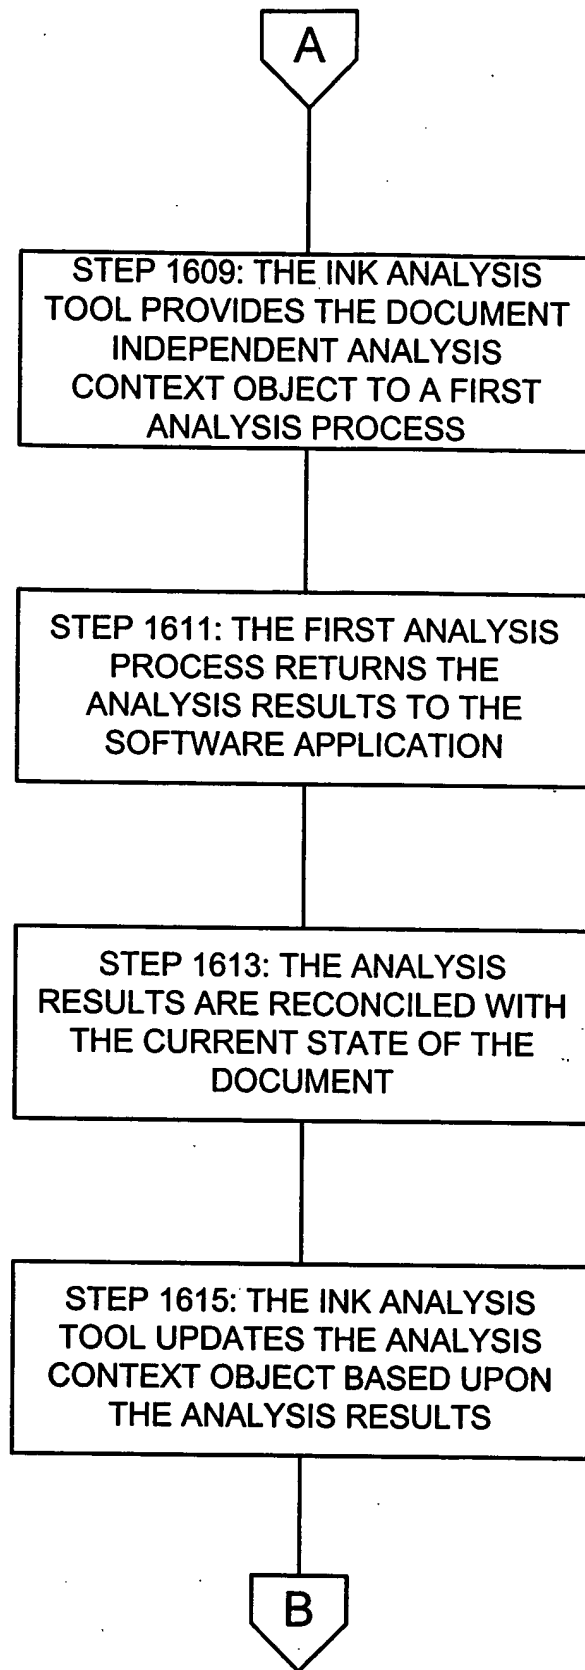 A
STEP 1609: THE INK ANALYSIS
TOOL PROVIDES THE DOCUMENT
INDEPENDENT ANALYSIS
CONTEXT OBJECT TO A FIRST
ANALYSIS PROCESS
STEP 1611: THE FIRST ANALYSIS
PROCESS RETURNS THE
ANALYSIS RESULTS TO THE
SOFTWARE APPLICATION
STEP 1613: THE ANALYSIS
RESULTS ARE RECONCILED WITH
THE CURRENT STATE OF THE
DOCUMENT
STEP 1615: THE INK ANALYSIS
TOOL UPDATES THE ANALYSIS
CONTEXT OBJECT BASED UPON
THE ANALYSIS RESULTS
B